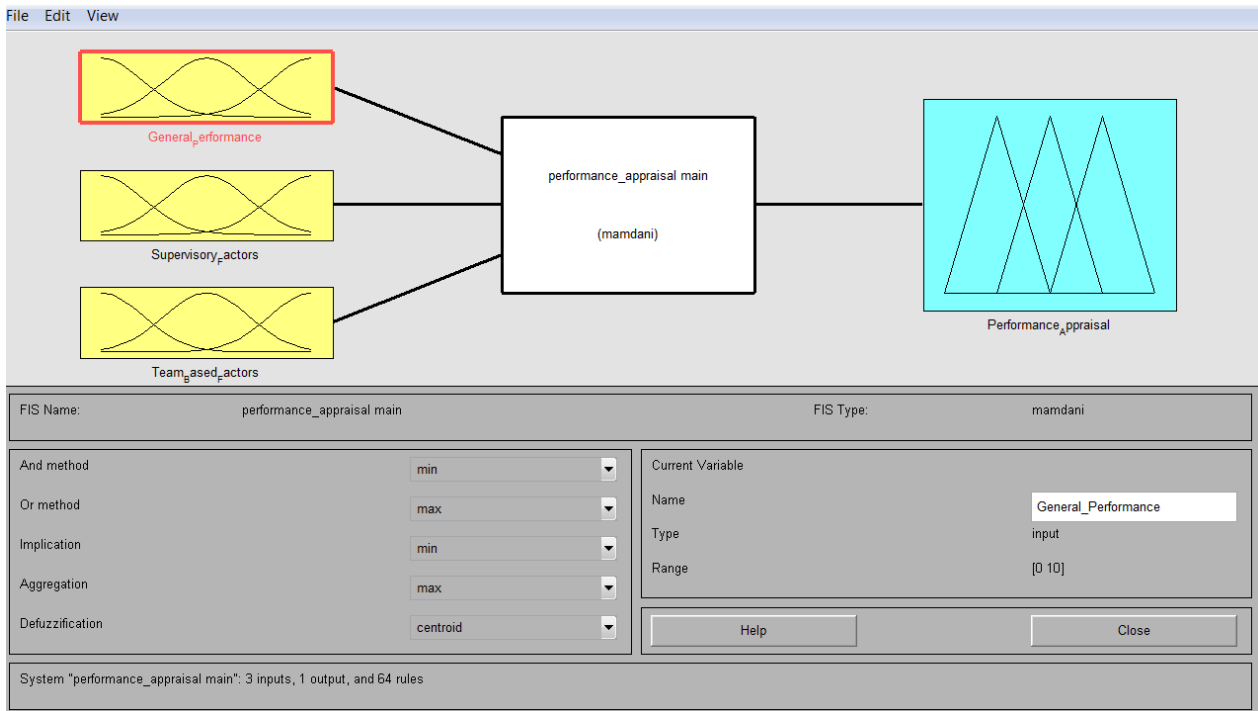 File Edit View
General_Performance
performance_appraisal main
(mamdani)
Supervisory_Factors
Team_Based_Factors
Performance_Appraisal
FIS Name: performance_appraisal main FIS Type: mamdani
And method min
Or method max
Implication min
Aggregation max
Defuzzification centroid
Current Variable
Name General_Performance
Type input
Range [0 10]
Help Close
System "performance_appraisal main": 3 inputs, 1 output, and 64 rules